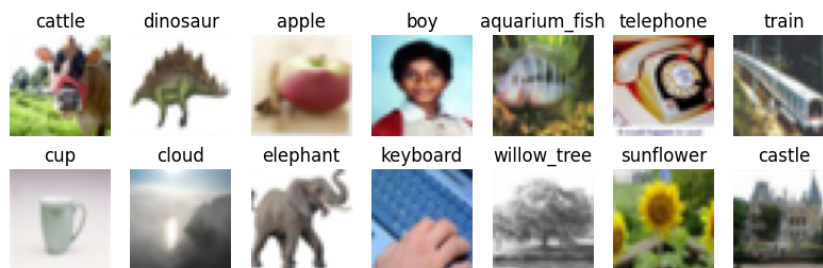 cattle dinosaur apple boy aquarium_fish telephone train
cup cloud elephant keyboard willow_tree sunflower castle